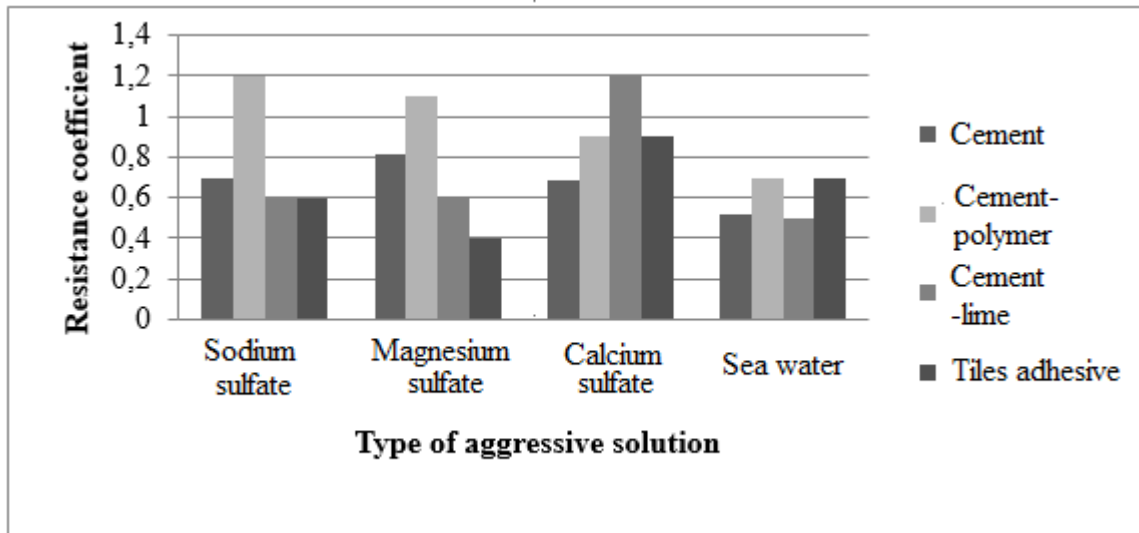 Resistance coefficient
1,4
1,2
1
0,8
0,6
0,4
0,2
0
Sodium
sulfate
Magnesium
sulfate
Calcium
sulfate
Sea water
Type of aggressive solution
Cement
Cement-
polymer
Cement
-lime
Tiles adhesive